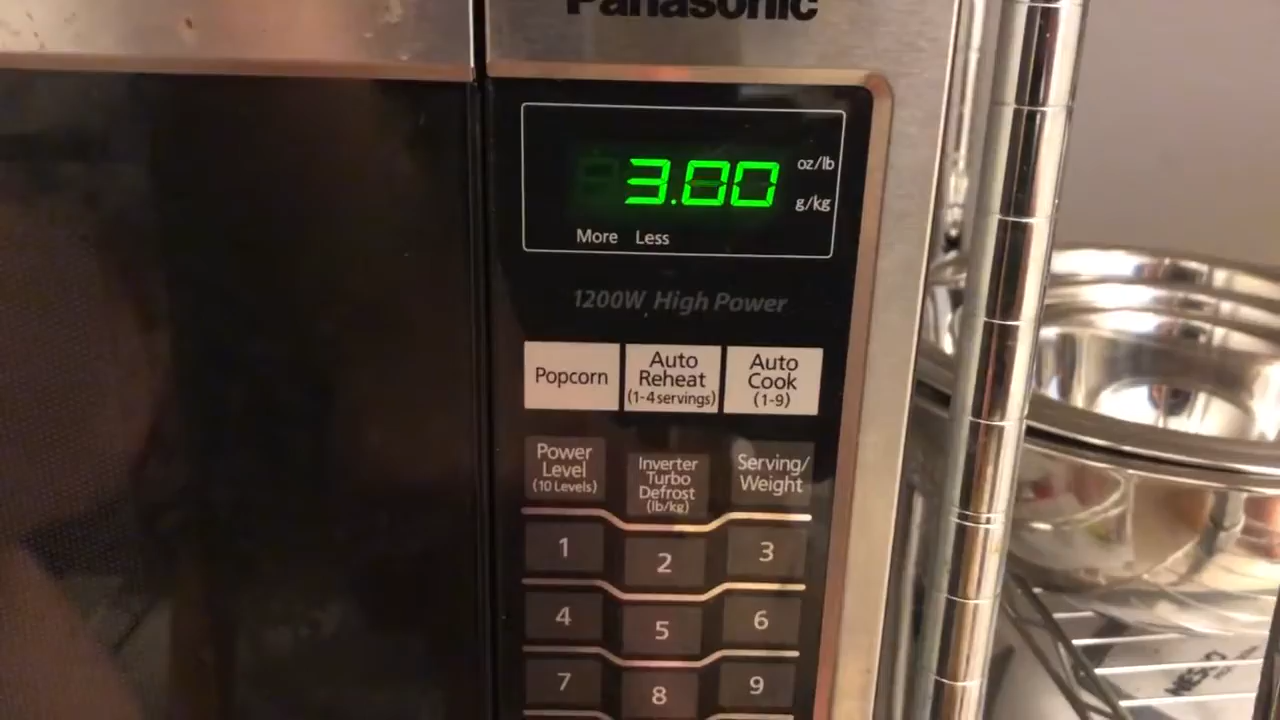 Panasonic
3.00
oz/lb
g/kg
More Less
1200W High Power
Popcorn
Auto
Reheat
(1-4 servings)
Auto
Cook
(1-9)
Power
Level
(10 Levels)
Inverter
Turbo
Defrost
(lb/kg)
Serving/
Weight
1
2
3
4
5
6
7
8
9
NESCO